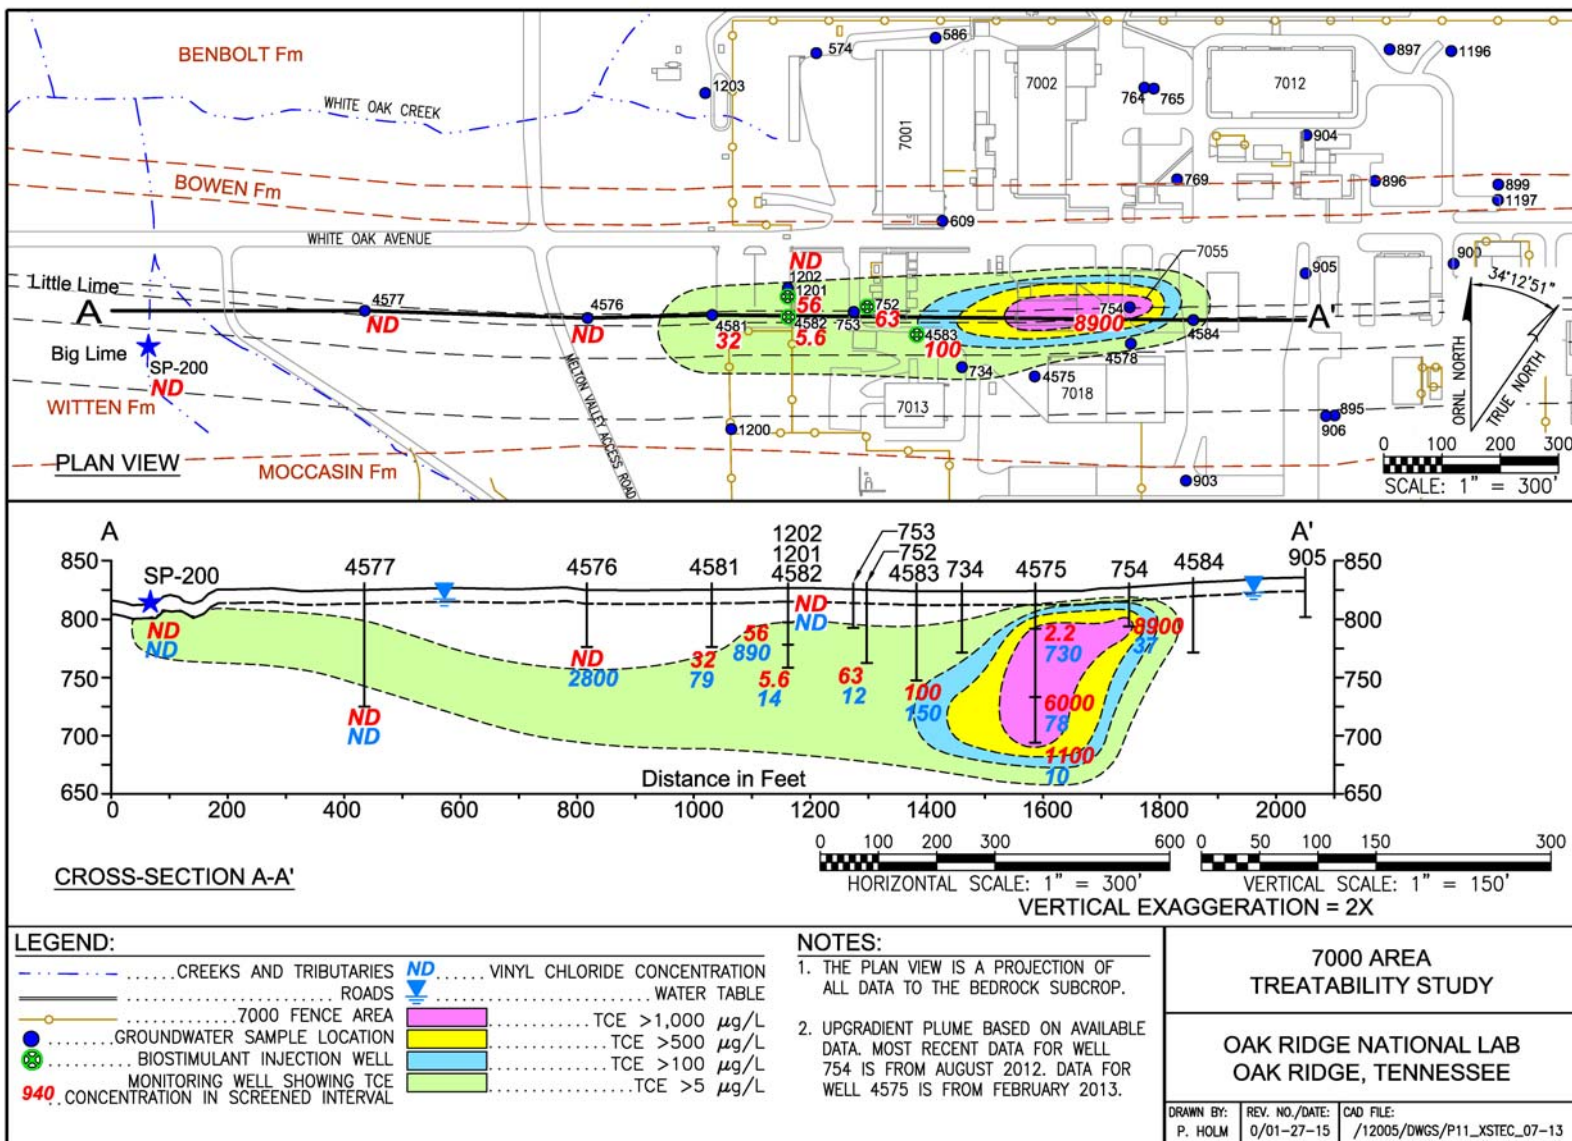 BENBOLT Fm
WHITE OAK CREEK
BOWEN Fm
WHITE OAK AVENUE
Little Lime
A
A'
Big Lime
SP-200
ND
WITTEN Fm
PLAN VIEW
MOCCASIN Fm
MELTON VALLEY ACCESS ROAD
1203
574
586
7001
7002
764
765
7012
897
1196
904
769
896
899
1197
609
900
905
7055
4577
ND
4576
ND
4581
32
ND
1202
1201
56
4582
5.6
753
752
63
4583
100
754
8900
4584
4578
734
4575
7018
7013
1200
895
906
903
34°12'51"
ORNL NORTH
TRUE NORTH
0 100 200 300
SCALE: 1" = 300'
A
A'
SP-200
4577
4576
4581
1202
1201
4582
753
752
4583
734
4575
754
4584
905
850
800
750
700
650
850
800
750
700
650
ND
ND
ND
ND
ND
2800
32
79
56
890
ND
ND
5.6
14
63
12
100
150
2.2
730
6000
78
1100
10
8900
37
Distance in Feet
0 200 400 600 800 1000 1200 1400 1600 1800 2000
CROSS-SECTION A-A'
0 100 200 300 600
HORIZONTAL SCALE: 1" = 300'
0 50 100 150 300
VERTICAL SCALE: 1" = 150'
VERTICAL EXAGGERATION = 2X
LEGEND:
......CREEKS AND TRIBUTARIES
ROADS
7000 FENCE AREA
GROUNDWATER SAMPLE LOCATION
BIOSTIMULANT INJECTION WELL
940 MONITORING WELL SHOWING TCE
CONCENTRATION IN SCREENED INTERVAL
ND VINYL CHLORIDE CONCENTRATION
WATER TABLE
TCE >1,000 µg/L
TCE >500 µg/L
TCE >100 µg/L
TCE >5 µg/L
NOTES:
1. THE PLAN VIEW IS A PROJECTION OF
ALL DATA TO THE BEDROCK SUBCROP.
2. UPGRADIENT PLUME BASED ON AVAILABLE
DATA. MOST RECENT DATA FOR WELL
754 IS FROM AUGUST 2012. DATA FOR
WELL 4575 IS FROM FEBRUARY 2013.
7000 AREA
TREATABILITY STUDY
OAK RIDGE NATIONAL LAB
OAK RIDGE, TENNESSEE
DRAWN BY:
P. HOLM
REV. NO./DATE:
0/01-27-15
CAD FILE:
/12005/DWGS/P11_XSTEC_07-13